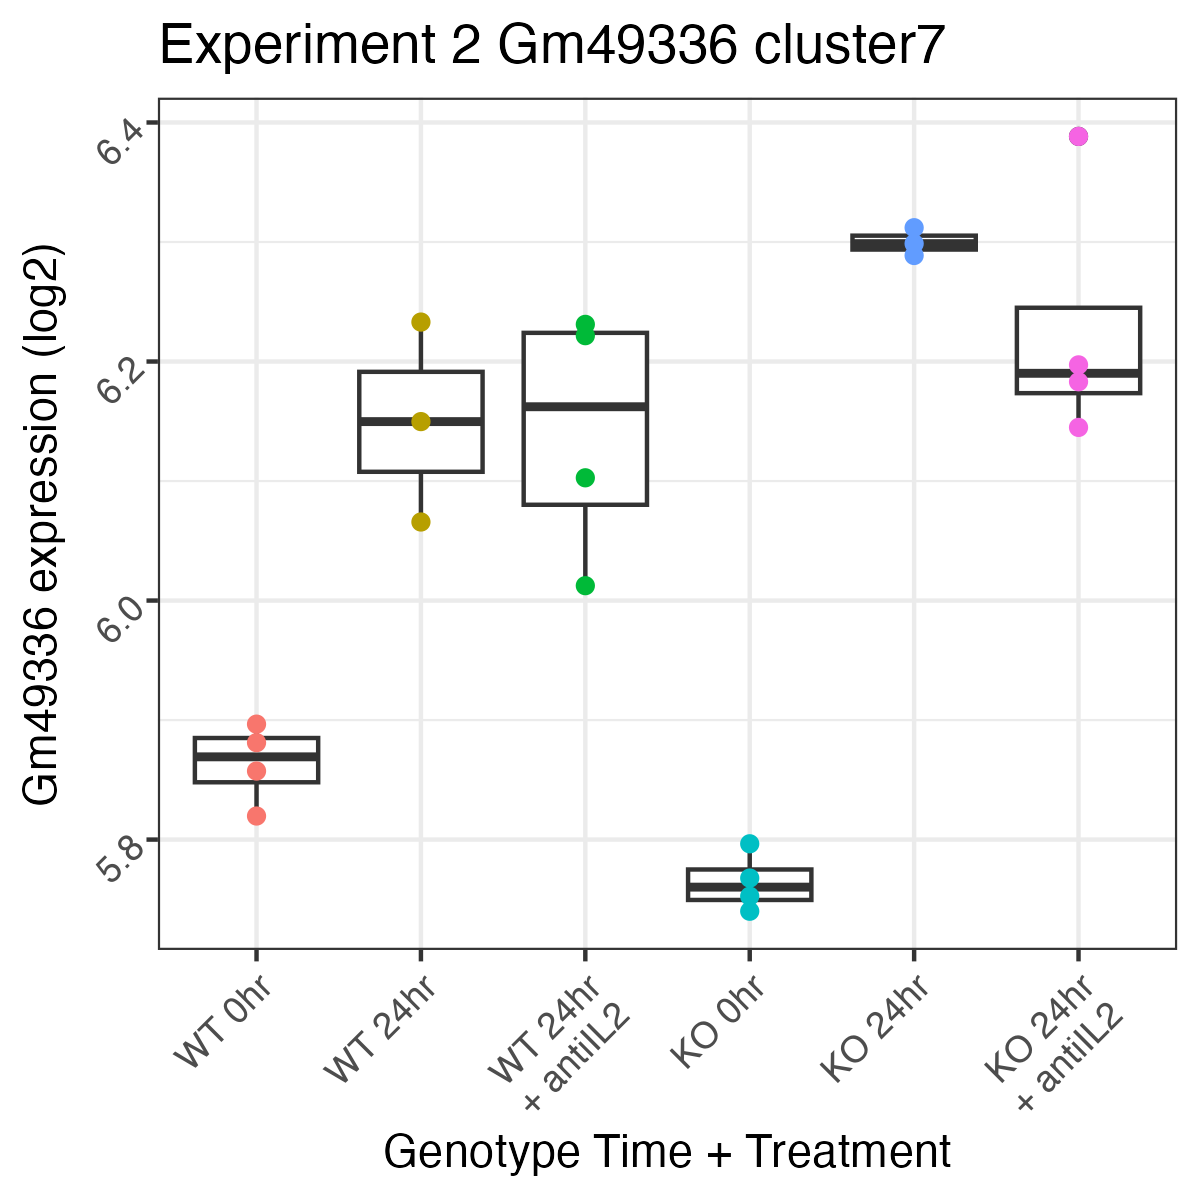 Experiment 2 Gm49336 cluster7
Gm49336 expression (log2)
6.4
6.2
6.0
5.8
WT 0hr
WT 24hr
WT 24hr
+ antiIL2
KO 0hr
KO 24hr
KO 24hr
+ antiIL2
Genotype Time + Treatment